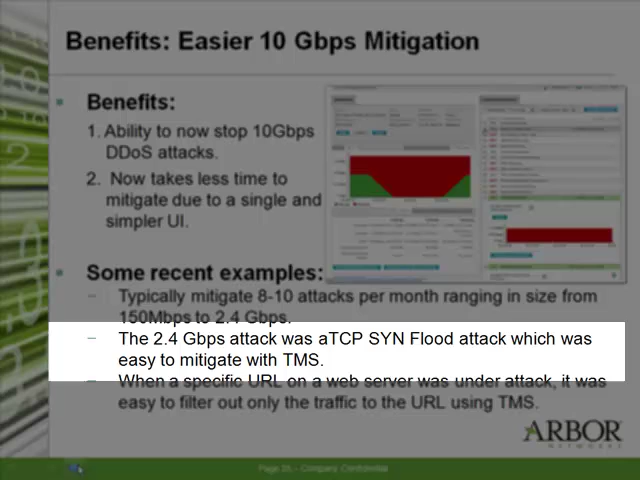 Benefits: Easier 10 Gbps Mitigation
Benefits:
1. Ability to now stop 10Gbps
DDoS attacks.
2. Now takes less time to
mitigate due to a single and
simpler UI.
Some recent examples:
– Typically mitigate 8-10 attacks per month ranging in size from
150Mbps to 2.4 Gbps.
– The 2.4 Gbps attack was aTCP SYN Flood attack which was
easy to mitigate with TMS.
– When a specific URL on a web server was under attack, it was
easy to filter out only the traffic to the URL using TMS.
ARBOR
NETWORKS
Company Confidential